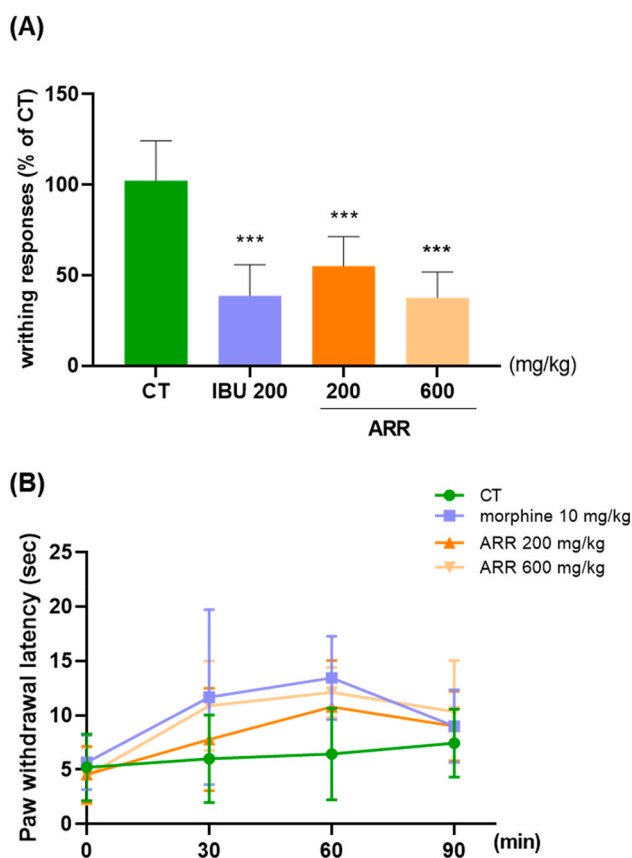 (A)
writhing responses (% of CT)
150
100
50
0
***
***
***
CT IBU 200 200 600 (mg/kg)
ARR
(B)
CT
morphine 10 mg/kg
ARR 200 mg/kg
ARR 600 mg/kg
Paw withdrawal latency (sec)
25
20
15
10
5
0
0 30 60 90 (min)